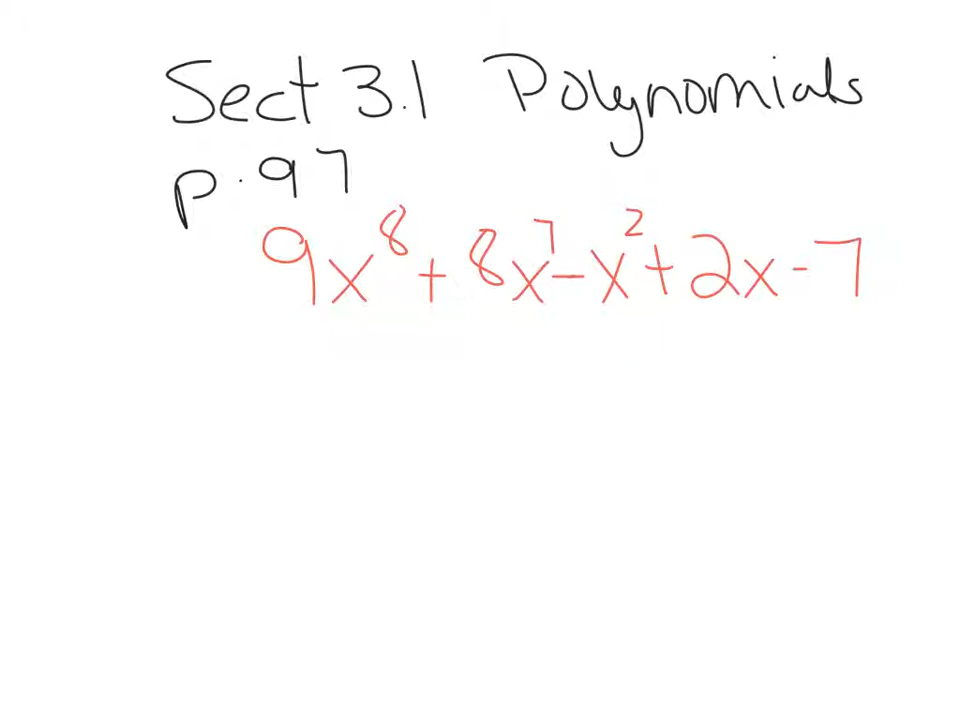 Sect 3.1 Polynomials
p. 97
9x⁸ + 8x⁷ - x² + 2x - 7